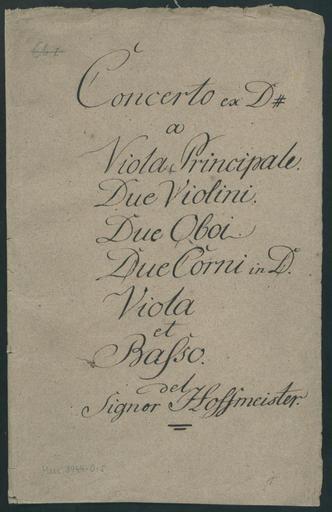 Concerto ex D#
a
Viola Principale.
Due Violini.
Due Oboi.
Due Corni in D.
Viola
et
Basso.
del
Signor Hoffmeister.